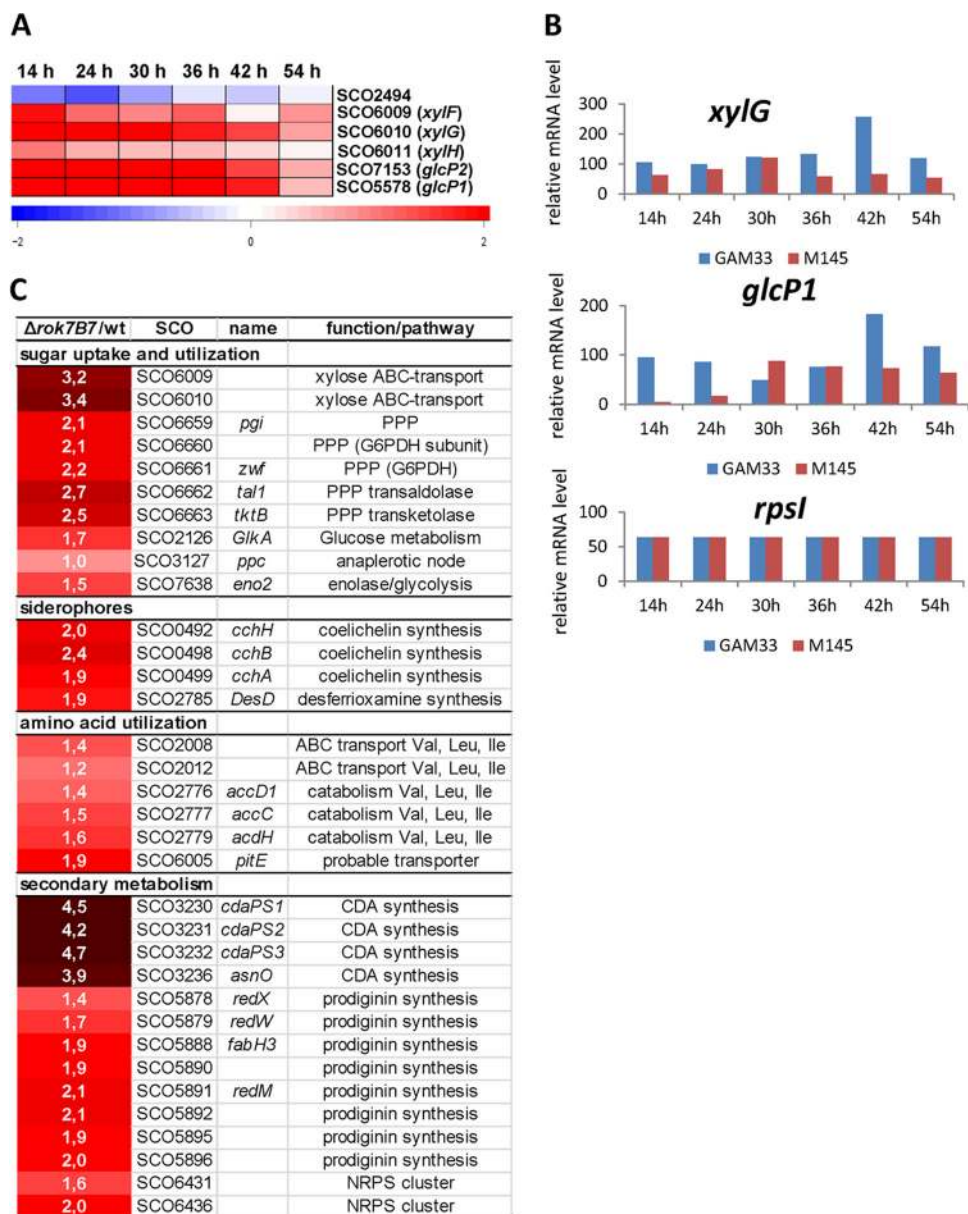 A
14 h 24 h 30 h 36 h 42 h 54 h
SCO2494
SCO6009 (xylF)
SCO6010 (xylG)
SCO6011 (xylH)
SCO7153 (glcP2)
SCO5578 (glcP1)
−2 0 2
B
xylG
relative mRNA level
300
200
100
0
14h 24h 30h 36h 42h 54h
GAM33 M145
glcP1
relative mRNA level
200
100
0
14h 24h 30h 36h 42h 54h
GAM33 M145
rpsI
relative mRNA level
100
50
0
14h 24h 30h 36h 42h 54h
GAM33 M145
C
Δrok7B7/wt SCO name function/pathway
sugar uptake and utilization
3,2 SCO6009 xylose ABC-transport
3,4 SCO6010 xylose ABC-transport
2,1 SCO6659 pgi PPP
2,1 SCO6660 PPP (G6PDH subunit)
2,2 SCO6661 zwf PPP (G6PDH)
2,7 SCO6662 tal1 PPP transaldolase
2,5 SCO6663 tktB PPP transketolase
1,7 SCO2126 GlkA Glucose metabolism
1,0 SCO3127 ppc anaplerotic node
1,5 SCO7638 eno2 enolase/glycolysis
siderophores
2,0 SCO0492 cchH coelichelin synthesis
2,4 SCO0498 cchB coelichelin synthesis
1,9 SCO0499 cchA coelichelin synthesis
1,9 SCO2785 DesD desferrioxamine synthesis
amino acid utilization
1,4 SCO2008 ABC transport Val, Leu, Ile
1,2 SCO2012 ABC transport Val, Leu, Ile
1,4 SCO2776 accD1 catabolism Val, Leu, Ile
1,5 SCO2777 accC catabolism Val, Leu, Ile
1,6 SCO2779 acdH catabolism Val, Leu, Ile
1,9 SCO6005 pitE probable transporter
secondary metabolism
4,5 SCO3230 cdaPS1 CDA synthesis
4,2 SCO3231 cdaPS2 CDA synthesis
4,7 SCO3232 cdaPS3 CDA synthesis
3,9 SCO3236 asnO CDA synthesis
1,4 SCO5878 redX prodiginin synthesis
1,7 SCO5879 redW prodiginin synthesis
1,9 SCO5888 fabH3 prodiginin synthesis
1,9 SCO5890 prodiginin synthesis
2,1 SCO5891 redM prodiginin synthesis
2,1 SCO5892 prodiginin synthesis
1,9 SCO5895 prodiginin synthesis
2,0 SCO5896 prodiginin synthesis
1,6 SCO6431 NRPS cluster
2,0 SCO6436 NRPS cluster